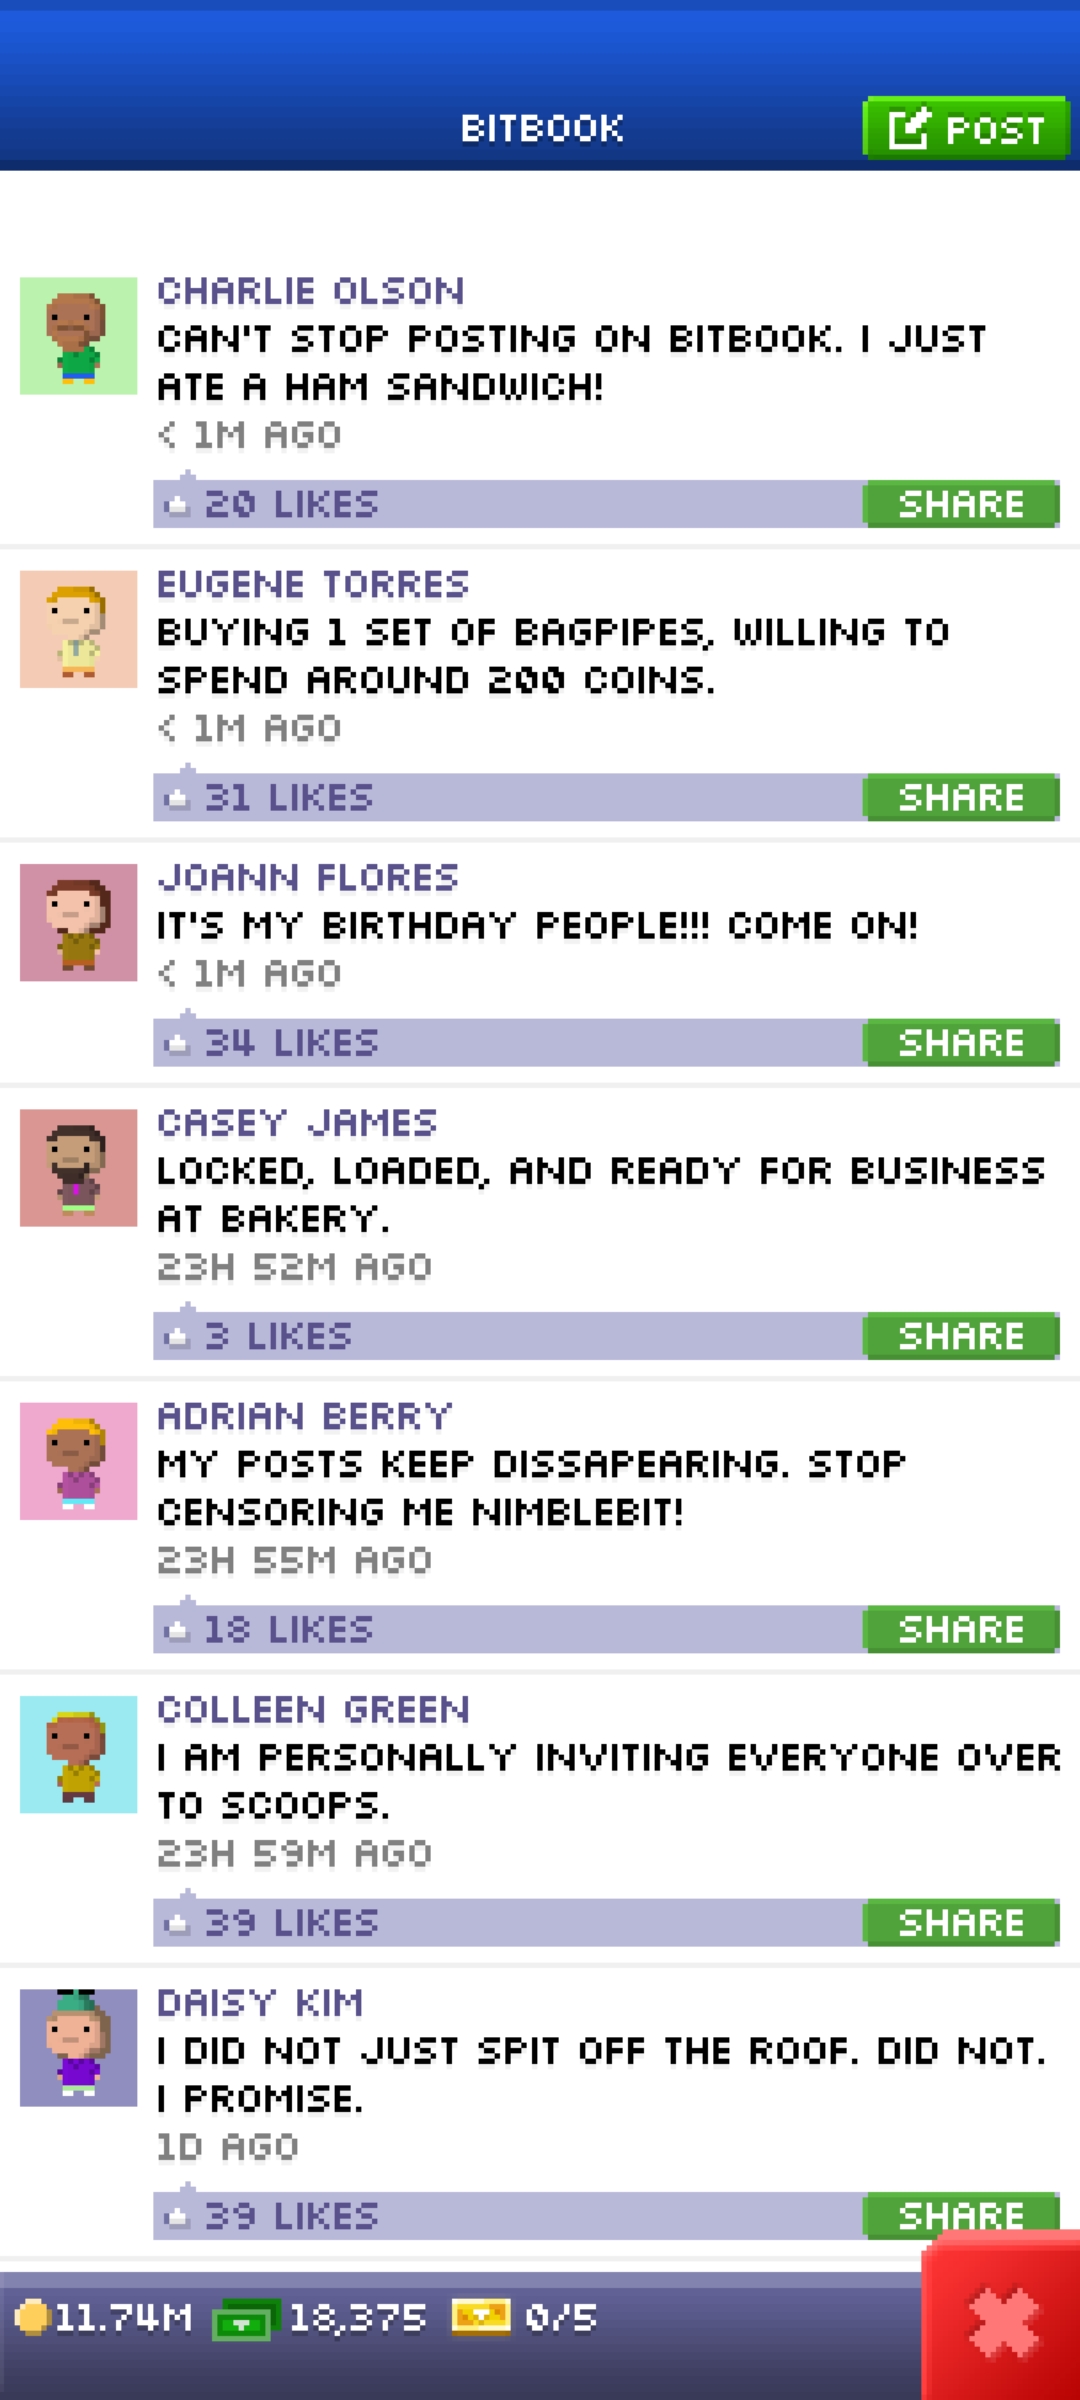 BITBOOK
POST
CHARLIE OLSON
CAN'T STOP POSTING ON BITBOOK. I JUST
ATE A HAM SANDWICH!
< 1M AGO
20 LIKES
SHARE
EUGENE TORRES
BUYING 1 SET OF BAGPIPES, WILLING TO
SPEND AROUND 200 COINS.
< 1M AGO
31 LIKES
SHARE
JOANN FLORES
IT'S MY BIRTHDAY PEOPLE!!! COME ON!
< 1M AGO
34 LIKES
SHARE
CASEY JAMES
LOCKED, LOADED, AND READY FOR BUSINESS
AT BAKERY.
23H 52M AGO
3 LIKES
SHARE
ADRIAN BERRY
MY POSTS KEEP DISSAPEARING. STOP
CENSORING ME NIMBLEBIT!
23H 55M AGO
18 LIKES
SHARE
COLLEEN GREEN
I AM PERSONALLY INVITING EVERYONE OVER
TO SCOOPS.
23H 59M AGO
39 LIKES
SHARE
DAISY KIM
I DID NOT JUST SPIT OFF THE ROOF. DID NOT.
I PROMISE.
1D AGO
39 LIKES
SHARE
11.74M 18,375 0/5